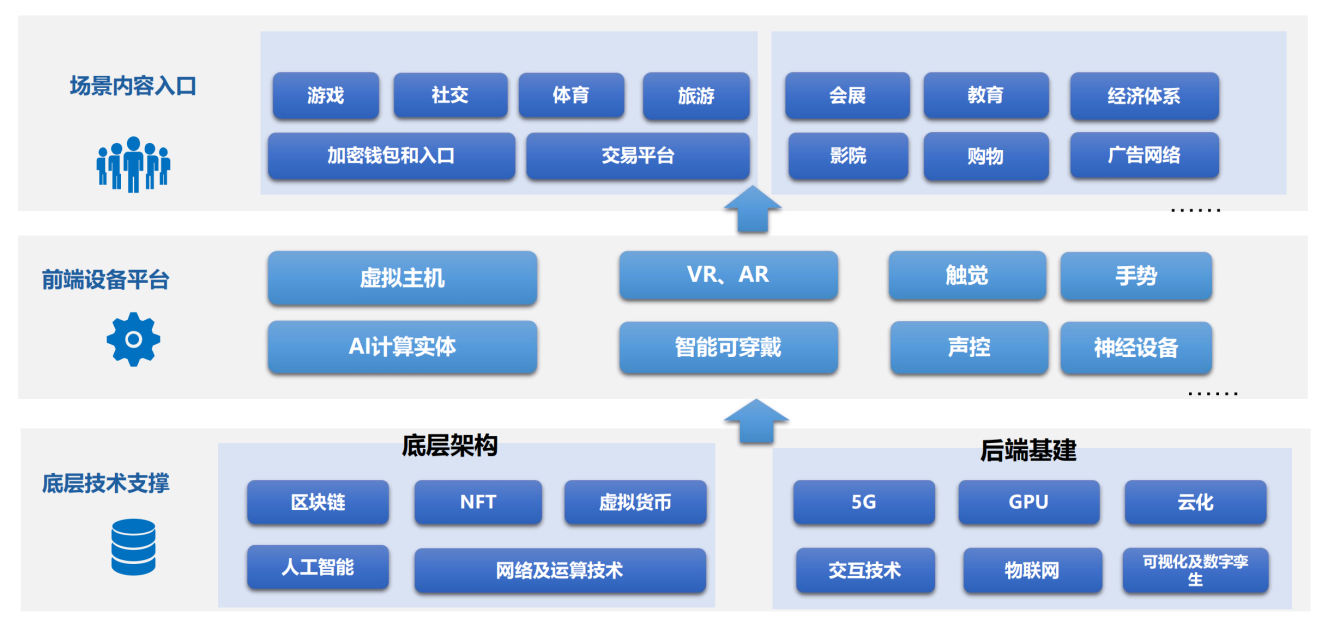 场景内容入口
游戏
社交
体育
旅游
会展
教育
经济体系
加密钱包和入口
交易平台
影院
购物
广告网络
......
前端设备平台
虚拟主机
VR、AR
触觉
手势
AI计算实体
智能可穿戴
声控
神经设备
......
底层技术支撑
底层架构
区块链
NFT
虚拟货币
人工智能
网络及运算技术
后端基建
5G
GPU
云化
交互技术
物联网
可视化及数字孪
生